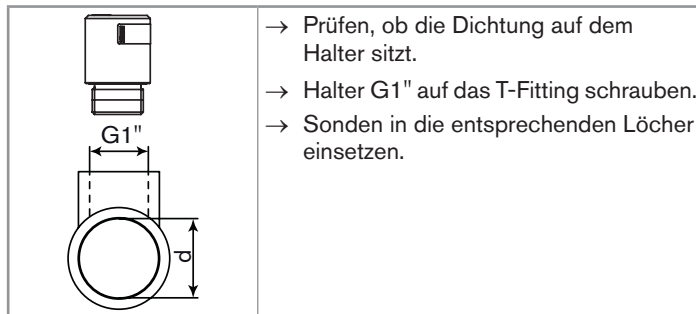 G1"
d
→ Prüfen, ob die Dichtung auf dem
Halter sitzt.
→ Halter G1" auf das T-Fitting schrauben.
→ Sonden in die entsprechenden Löcher
einsetzen.